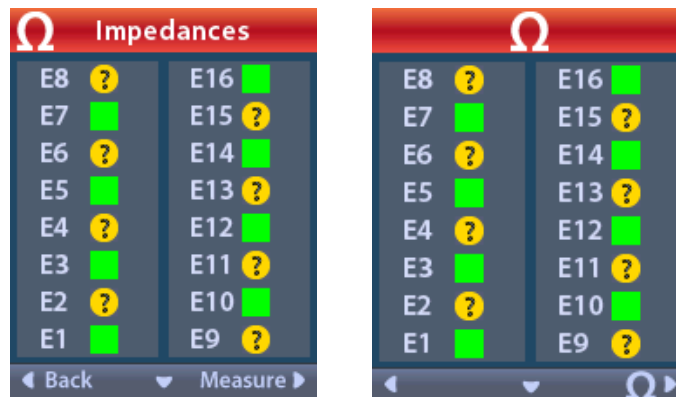 Ω Impedances
E8 ? E16
E7 E15 ?
E6 ? E14
E5 E13 ?
E4 ? E12
E3 E11 ?
E2 ? E10
E1 E9 ?
Back Measure
Ω
E8 ? E16
E7 E15 ?
E6 ? E14
E5 E13 ?
E4 ? E12
E3 E11 ?
E2 ? E10
E1 E9 ?
Ω